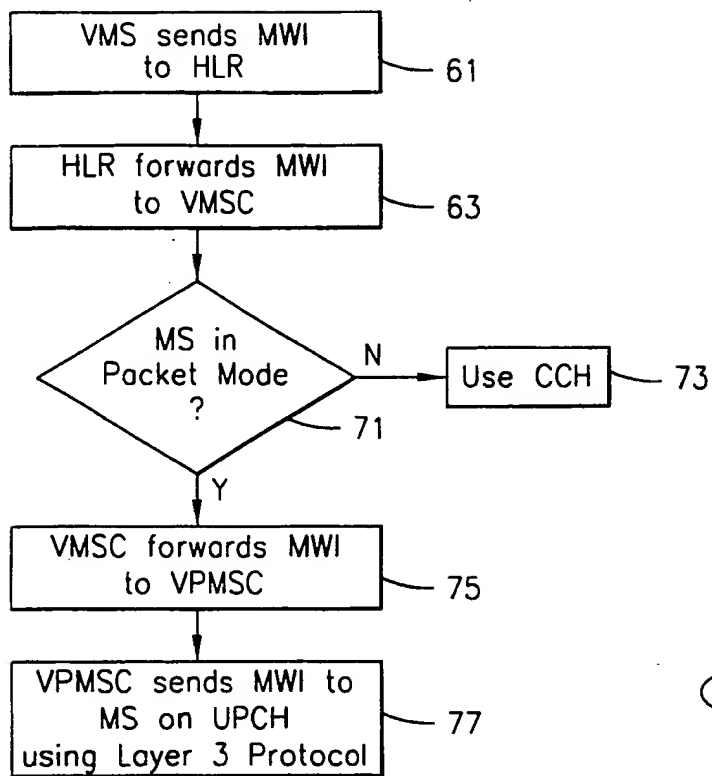 VMS sends MWI
to HLR
61
HLR forwards MWI
to VMSC
63
MS in
Packet Mode
?
71
N
Use CCH
73
Y
VMSC forwards MWI
to VPMSC
75
VPMSC sends MWI to
MS on UPCH
using Layer 3 Protocol
77